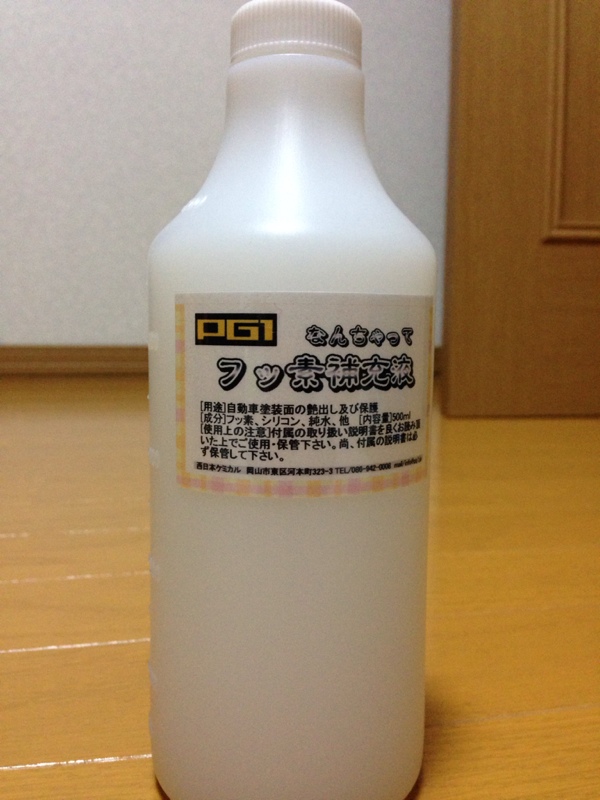 PG1
なんちゃって
フッ素補充液
[用途]自動車塗装面の艶出し及び保護
[成分]フッ素、シリコン、純水、他 [内容量]500ml
[使用上の注意]付属の取り扱い説明書を良くお読み頂
いた上でご使用・保管下さい。尚、付属の説明書は必
ず保管して下さい。
西日本ケミカル 岡山市東区河本町323-3 TEL/086-942-0008